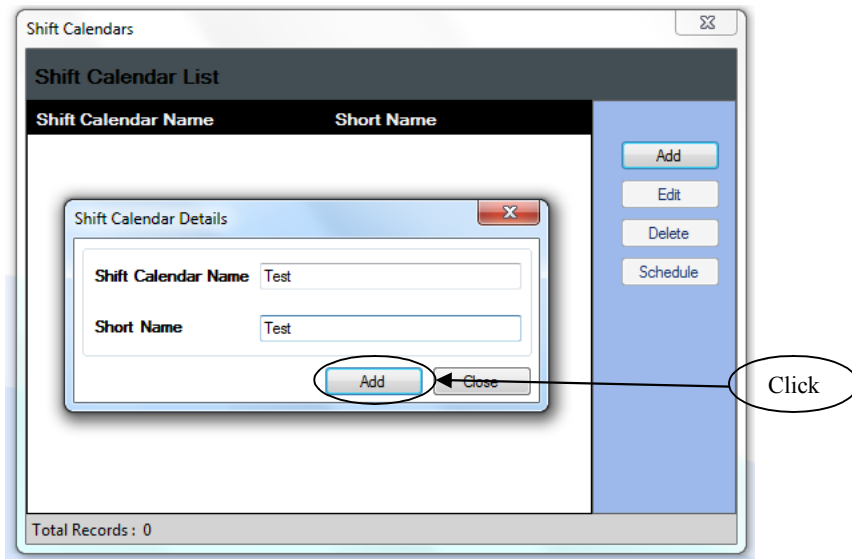 Shift Calendars
Shift Calendar List
Shift Calendar Name Short Name
Add
Edit
Delete
Schedule
Shift Calendar Details
Shift Calendar Name Test
Short Name Test
Add Close
Click
Total Records : 0